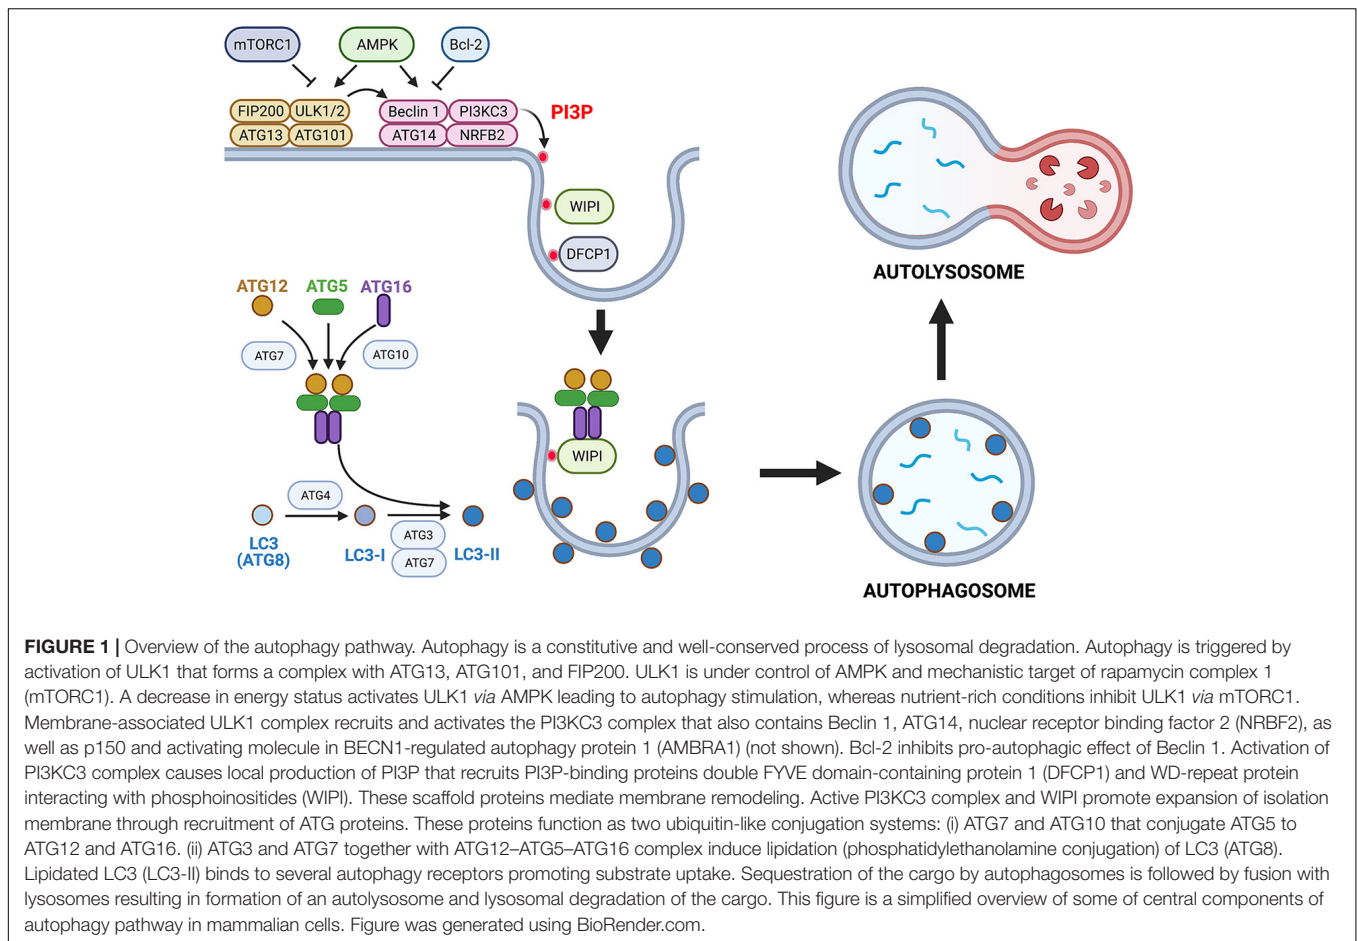 mTORC1
AMPK
Bcl-2
FIP200
ULK1/2
ATG13
ATG101
Beclin 1
PI3KC3
ATG14
NRFB2
PI3P
WIPI
DFCP1
ATG12
ATG5
ATG16
ATG7
ATG10
ATG4
LC3
(ATG8)
LC3-I
ATG3
ATG7
LC3-II
WIPI
AUTOLYSOSOME
AUTOPHAGOSOME
FIGURE 1 | Overview of the autophagy pathway. Autophagy is a constitutive and well-conserved process of lysosomal degradation. Autophagy is triggered by
activation of ULK1 that forms a complex with ATG13, ATG101, and FIP200. ULK1 is under control of AMPK and mechanistic target of rapamycin complex 1
(mTORC1). A decrease in energy status activates ULK1 via AMPK leading to autophagy stimulation, whereas nutrient-rich conditions inhibit ULK1 via mTORC1.
Membrane-associated ULK1 complex recruits and activates the PI3KC3 complex that also contains Beclin 1, ATG14, nuclear receptor binding factor 2 (NRBF2), as
well as p150 and activating molecule in BECN1-regulated autophagy protein 1 (AMBRA1) (not shown). Bcl-2 inhibits pro-autophagic effect of Beclin 1. Activation of
PI3KC3 complex causes local production of PI3P that recruits PI3P-binding proteins double FYVE domain-containing protein 1 (DFCP1) and WD-repeat protein
interacting with phosphoinositides (WIPI). These scaffold proteins mediate membrane remodeling. Active PI3KC3 complex and WIPI promote expansion of isolation
membrane through recruitment of ATG proteins. These proteins function as two ubiquitin-like conjugation systems: (i) ATG7 and ATG10 that conjugate ATG5 to
ATG12 and ATG16. (ii) ATG3 and ATG7 together with ATG12–ATG5–ATG16 complex induce lipidation (phosphatidylethanolamine conjugation) of LC3 (ATG8).
Lipidated LC3 (LC3-II) binds to several autophagy receptors promoting substrate uptake. Sequestration of the cargo by autophagosomes is followed by fusion with
lysosomes resulting in formation of an autolysosome and lysosomal degradation of the cargo. This figure is a simplified overview of some of central components of
autophagy pathway in mammalian cells. Figure was generated using BioRender.com.